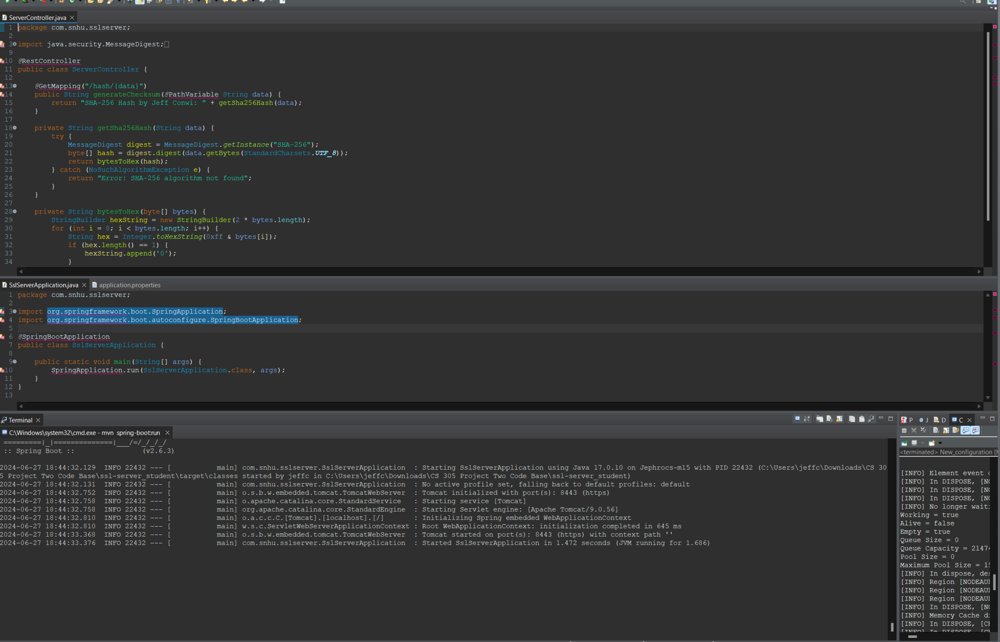 ServerController.java
1 package com.snhu.sslserver;
2
3 import java.security.MessageDigest;
9
10 @RestController
11 public class ServerController {
12
13 @GetMapping("/hash/{data}")
14 public String generateChecksum(@PathVariable String data) {
15 return "SHA-256 Hash by Jeff Conwi: " + getSha256Hash(data);
16 }
17
18 private String getSha256Hash(String data) {
19 try {
20 MessageDigest digest = MessageDigest.getInstance("SHA-256");
21 byte[] hash = digest.digest(data.getBytes(StandardCharsets.UTF_8));
22 return bytesToHex(hash);
23 } catch (NoSuchAlgorithmException e) {
24 return "Error: SHA-256 algorithm not found";
25 }
26 }
27
28 private String bytesToHex(byte[] bytes) {
29 StringBuilder hexString = new StringBuilder(2 * bytes.length);
30 for (int i = 0; i < bytes.length; i++) {
31 String hex = Integer.toHexString(0xff & bytes[i]);
32 if (hex.length() == 1) {
33 hexString.append('0');
34 }
SslServerApplication.java application.properties
1 package com.snhu.sslserver;
2
3 import org.springframework.boot.SpringApplication;
4 import org.springframework.boot.autoconfigure.SpringBootApplication;
5
6 @SpringBootApplication
7 public class SslServerApplication {
8
9 public static void main(String[] args) {
10 SpringApplication.run(SslServerApplication.class, args);
11 }
12 }
13
Terminal
C:\Windows\system32\cmd.exe - mvn spring-boot:run
=========|_|==============|___/=/_/_/_/
:: Spring Boot :: (v2.6.3)
2024-06-27 18:44:32.129 INFO 22432 --- [ main] com.snhu.sslserver.SslServerApplication : Starting SslServerApplication using Java 17.0.10 on Jephrocs-m15 with PID 22432 (C:\Users\jeffc\Downloads\CS 30
5 Project Two Code Base\ssl-server_student\target\classes started by jeffc in C:\Users\jeffc\Downloads\CS 305 Project Two Code Base\ssl-server_student)
2024-06-27 18:44:32.131 INFO 22432 --- [ main] com.snhu.sslserver.SslServerApplication : No active profile set, falling back to default profiles: default
2024-06-27 18:44:32.752 INFO 22432 --- [ main] o.s.b.w.embedded.tomcat.TomcatWebServer : Tomcat initialized with port(s): 8443 (https)
2024-06-27 18:44:32.758 INFO 22432 --- [ main] o.apache.catalina.core.StandardService : Starting service [Tomcat]
2024-06-27 18:44:32.758 INFO 22432 --- [ main] org.apache.catalina.core.StandardEngine : Starting Servlet engine: [Apache Tomcat/9.0.56]
2024-06-27 18:44:32.810 INFO 22432 --- [ main] o.a.c.c.C.[Tomcat].[localhost].[/] : Initializing Spring embedded WebApplicationContext
2024-06-27 18:44:32.810 INFO 22432 --- [ main] w.s.c.ServletWebServerApplicationContext : Root WebApplicationContext: initialization completed in 645 ms
2024-06-27 18:44:33.368 INFO 22432 --- [ main] o.s.b.w.embedded.tomcat.TomcatWebServer : Tomcat started on port(s): 8443 (https) with context path ''
2024-06-27 18:44:33.376 INFO 22432 --- [ main] com.snhu.sslserver.SslServerApplication : Started SslServerApplication in 1.472 seconds (JVM running for 1.686)
P J D C
<terminated> New_configuration [
[INFO] Element event
[INFO] In DISPOSE, [N
[INFO] In DISPOSE, [N
[INFO] In DISPOSE, [N
[INFO] No longer wait
Working = true
Alive = false
Empty = true
Queue Size = 0
Queue Capacity = 2147
Pool Size = 0
Maximum Pool Size = 1
[INFO] In dispose, de
[INFO] Region [NODEAU
[INFO] Region [NODEAU
[INFO] Region [NODEAU
[INFO] In DISPOSE, [N
[INFO] Memory Cache d
[INFO] In DISPOSE, [C